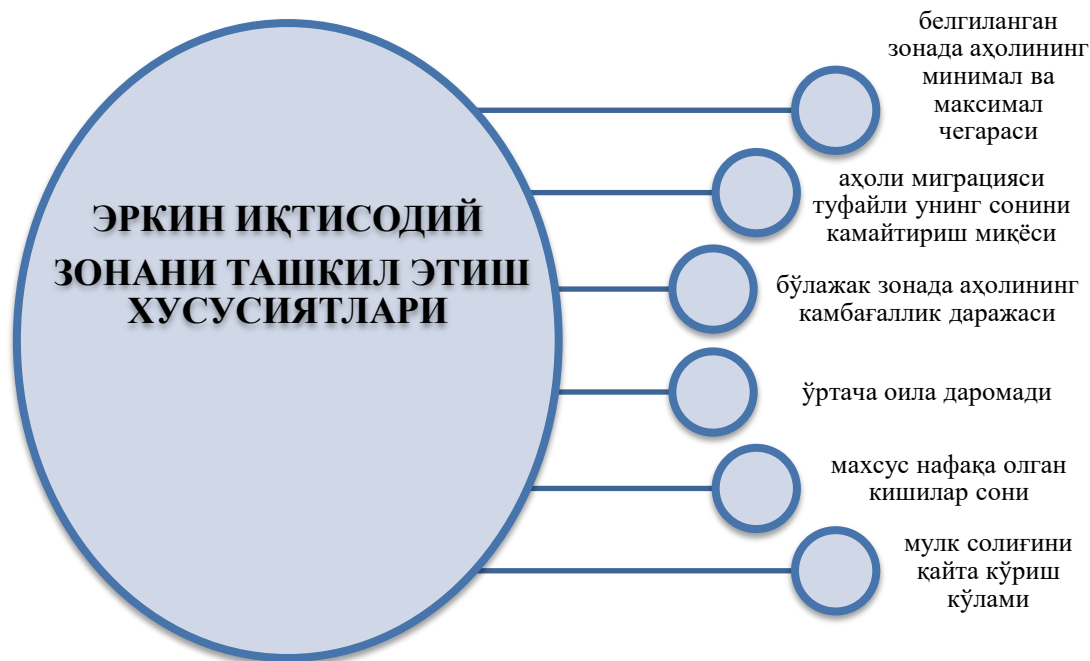 ЭРКИН ИҚТИСОДИЙ
ЗОНАНИ ТАШКИЛ ЭТИШ
ХУСУСИЯТЛАРИ
белгиланган
зонада аҳолининг
минимал ва
максимал
чегараси
аҳоли миграцияси
туфайли унинг сонини
камайтириш миқёси
бўлажак зонада аҳолининг
камбағаллик даражаси
ўртача оила даромади
махсус нафақа олган
кишилар сони
мулк солиғини
қайта кўриш
кўлами